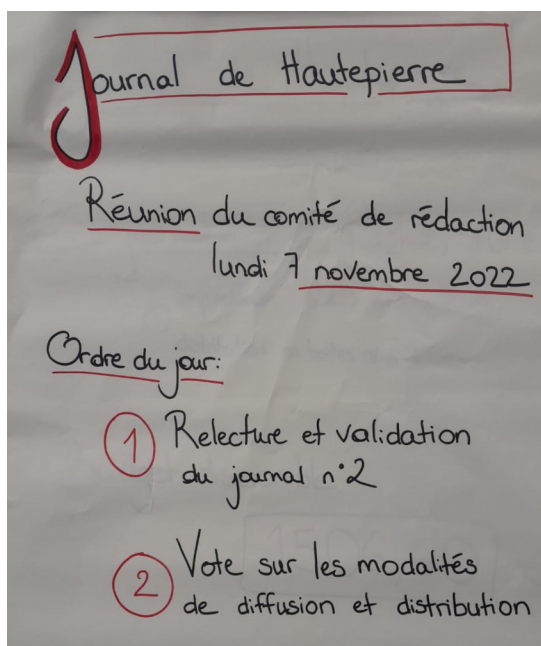 Journal de Hautepierre
Réunion du comité de rédaction
lundi 7 novembre 2022
Ordre du jour:
1 Relecture et validation
du journal n°2
2 Vote sur les modalités
de diffusion et distribution